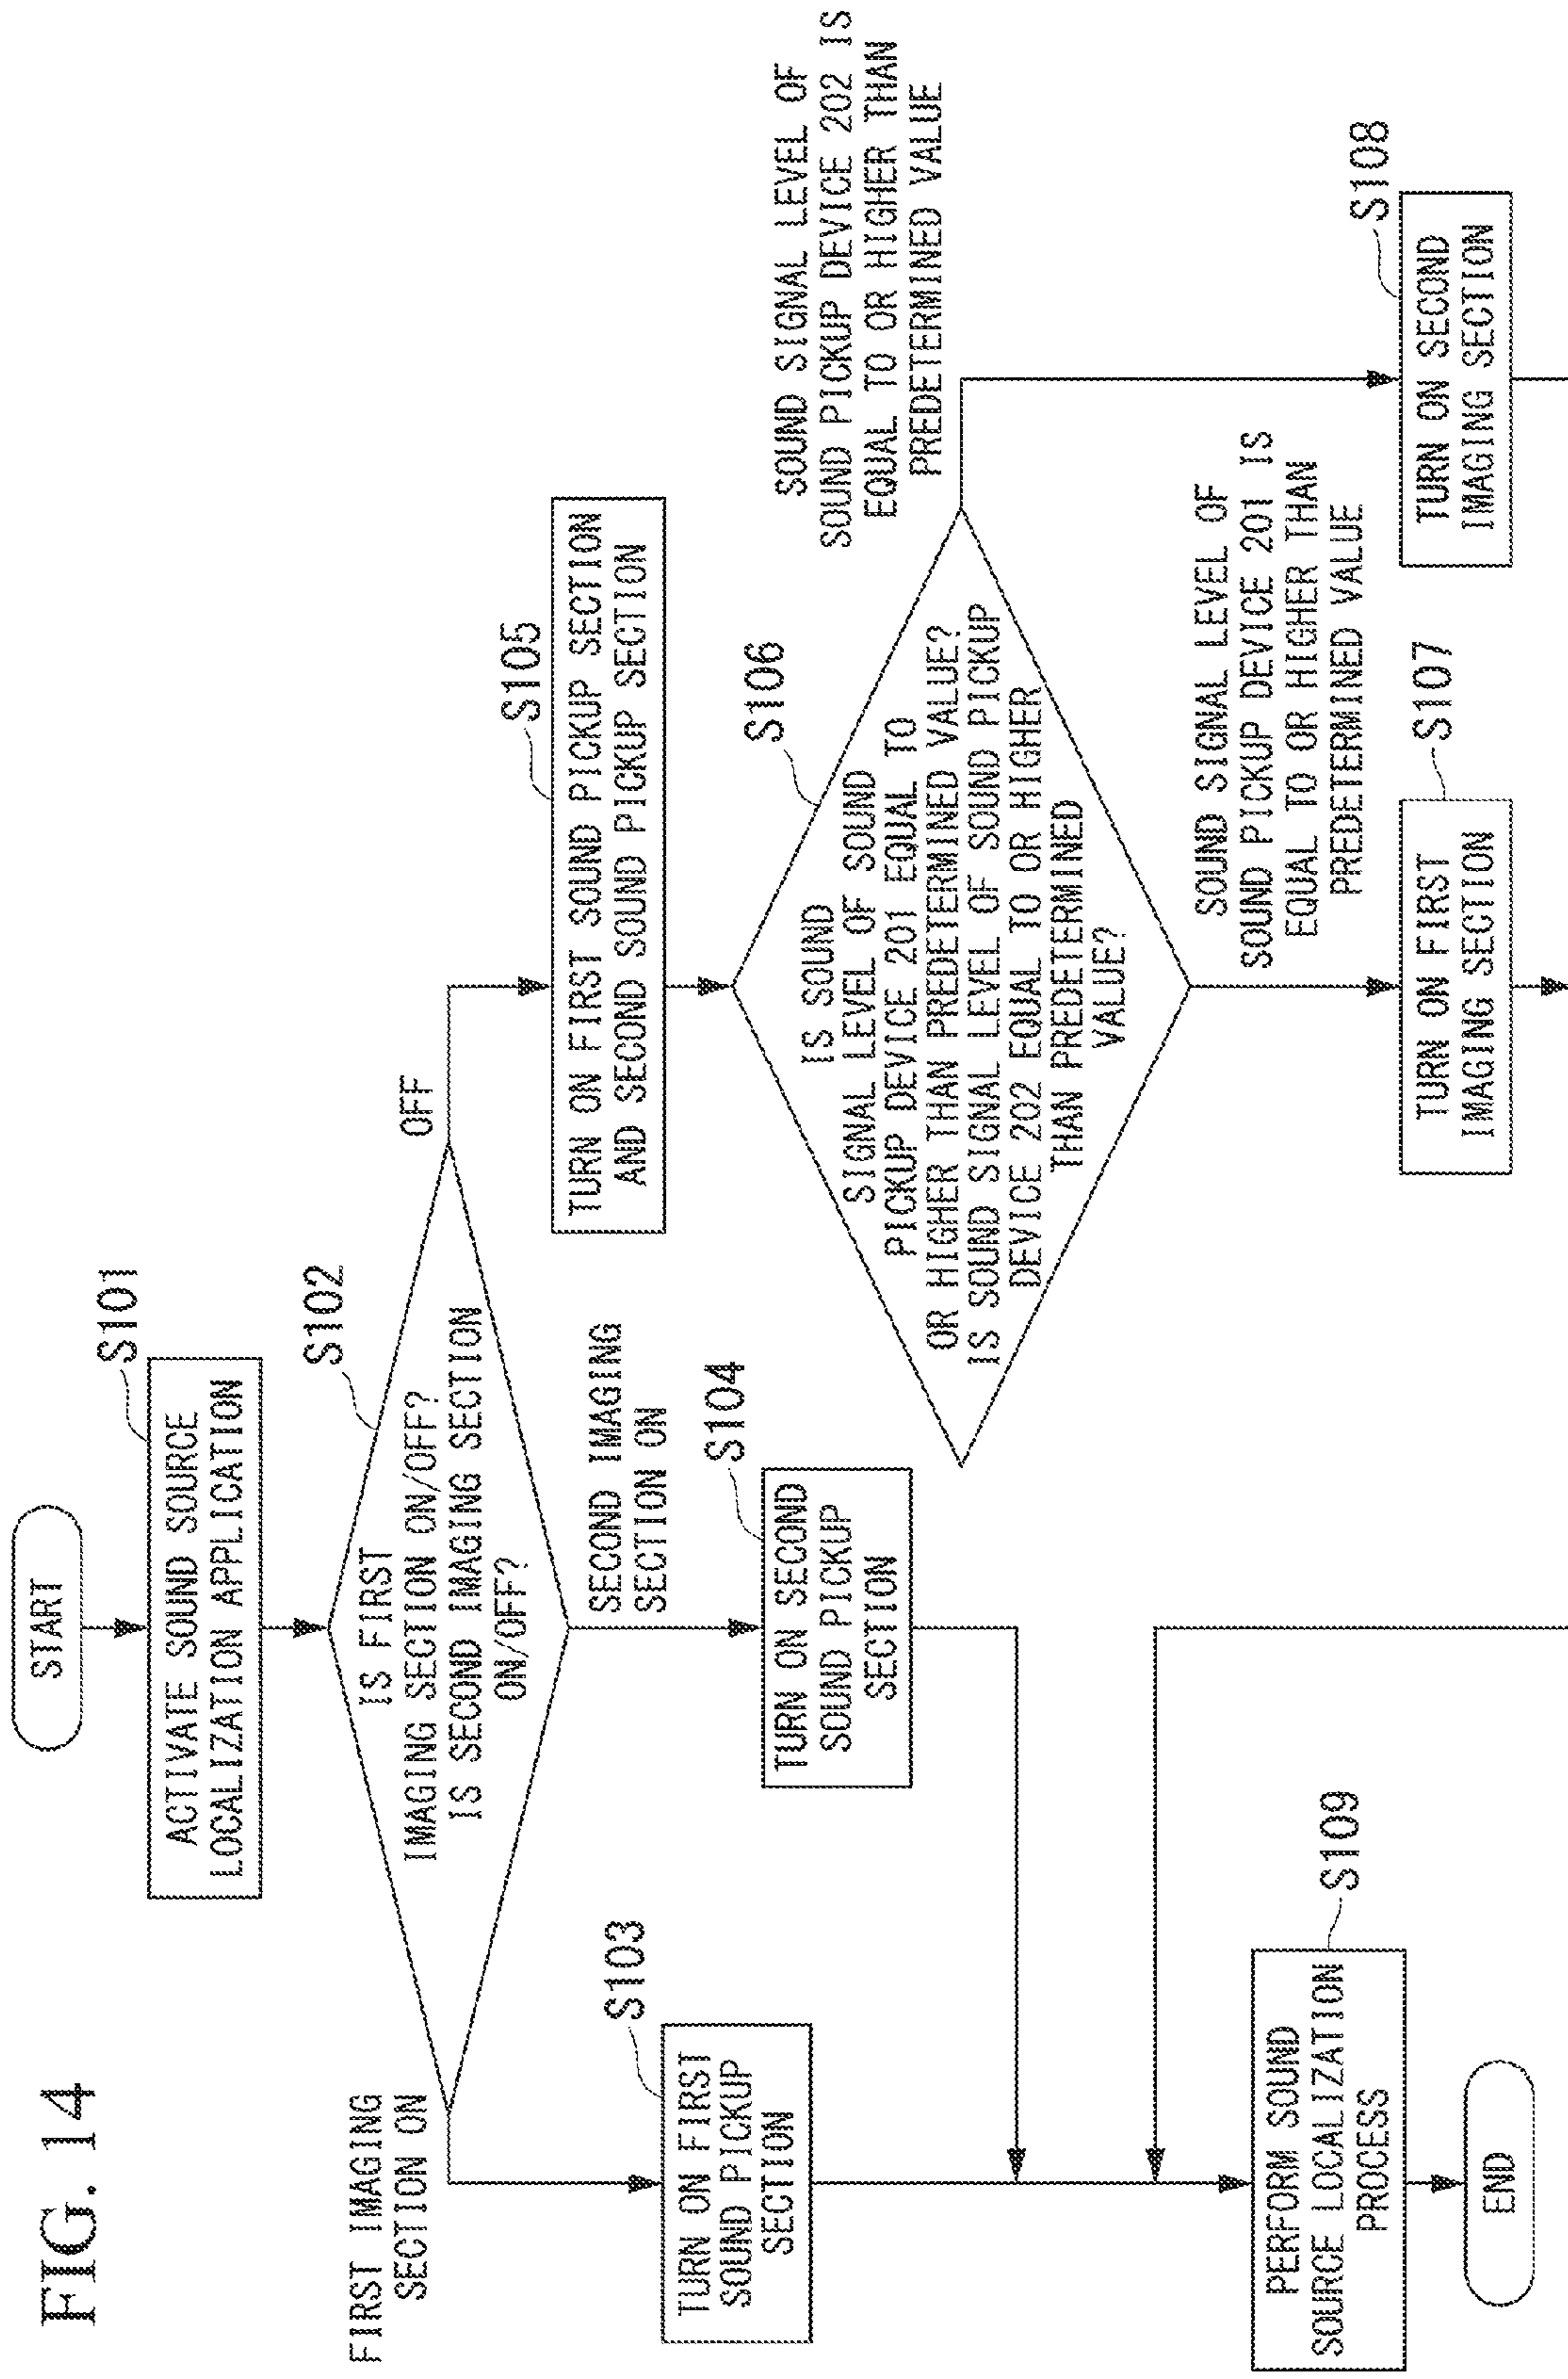 FIG. 14
START
S101
ACTIVATE SOUND SOURCE
LOCALIZATION APPLICATION
S102
IS FIRST
IMAGING SECTION ON/OFF?
IS SECOND IMAGING SECTION
ON/OFF?
FIRST IMAGING
SECTION ON
OFF
SECOND IMAGING
SECTION ON
S103
TURN ON FIRST
SOUND PICKUP
SECTION
S104
TURN ON SECOND
SOUND PICKUP
SECTION
S105
TURN ON FIRST SOUND PICKUP SECTION
AND SECOND SOUND PICKUP SECTION
S106
IS SOUND
SIGNAL LEVEL OF SOUND
PICKUP DEVICE 201 EQUAL TO
OR HIGHER THAN PREDETERMINED VALUE?
IS SOUND SIGNAL LEVEL OF SOUND PICKUP
DEVICE 202 EQUAL TO OR HIGHER
THAN PREDETERMINED
VALUE?
SOUND SIGNAL LEVEL OF
SOUND PICKUP DEVICE 202 IS
EQUAL TO OR HIGHER THAN
PREDETERMINED VALUE
SOUND SIGNAL LEVEL OF
SOUND PICKUP DEVICE 201 IS
EQUAL TO OR HIGHER THAN
PREDETERMINED VALUE
S107
TURN ON FIRST
IMAGING SECTION
S108
TURN ON SECOND
IMAGING SECTION
S109
PERFORM SOUND
SOURCE LOCALIZATION
PROCESS
END